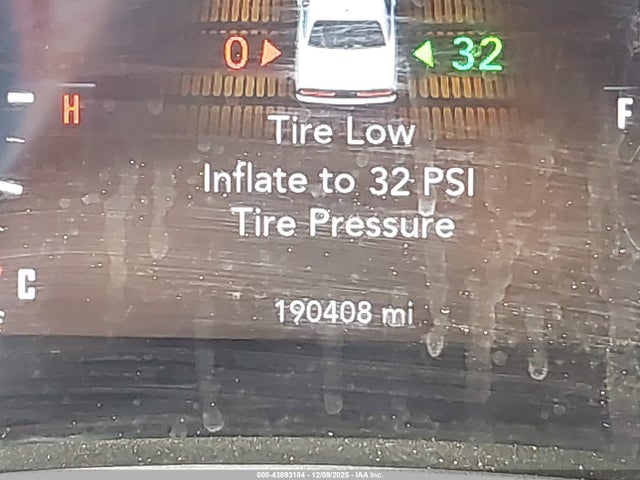 0 32
H F
Tire Low
Inflate to 32 PSI
Tire Pressure
C
190408 mi
000-43893184 - 12/09/2025 - IAA Inc.